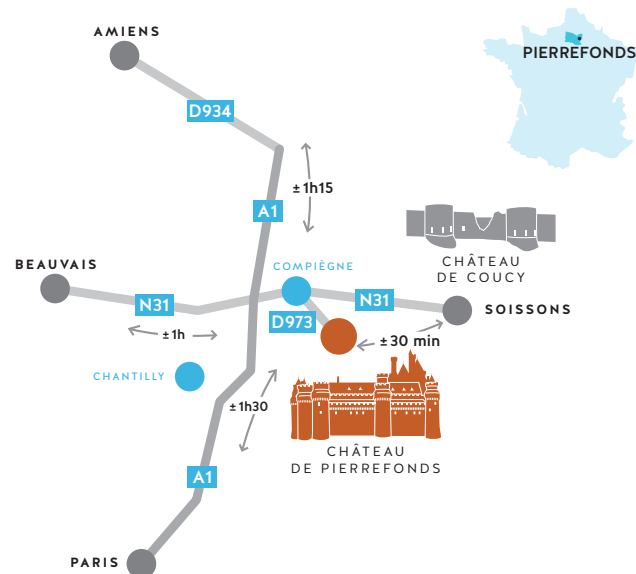 AMIENS
PIERREFONDS
D934
± 1h15
A1
CHÂTEAU
DE COUCY
BEAUVAIS
COMPIÈGNE
N31
N31
SOISSONS
D973
± 1h
± 30 min
CHANTILLY
± 1h30
CHÂTEAU
DE PIERREFONDS
A1
PARIS